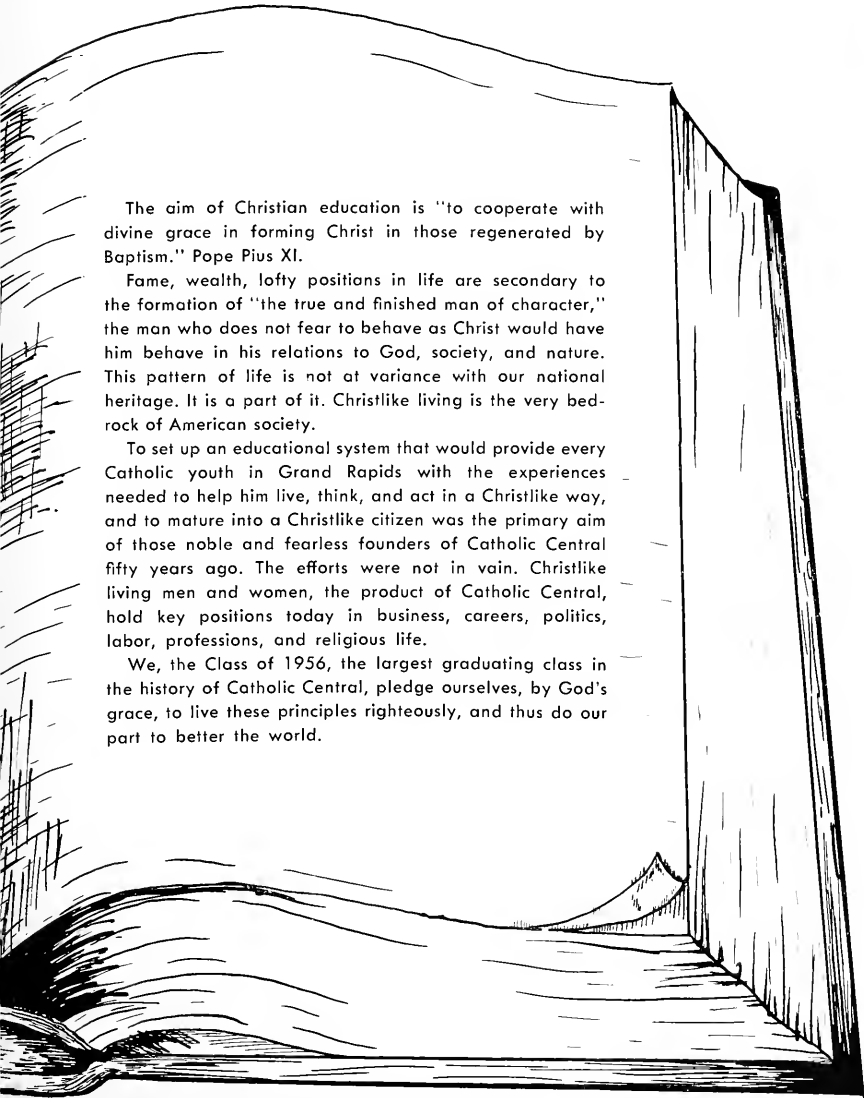 The aim of Christian education is "to cooperate with
divine grace in forming Christ in those regenerated by
Baptism." Pope Pius XI.
Fame, wealth, lofty positions in life are secondary to
the formation of "the true and finished man of character,"
the man who does not fear to behave as Christ would have
him behave in his relations to God, society, and nature.
This pattern of life is not at variance with our national
heritage. It is a part of it. Christlike living is the very bed-
rock of American society.
To set up an educational system that would provide every
Catholic youth in Grand Rapids with the experiences
needed to help him live, think, and act in a Christlike way,
and to mature into a Christlike citizen was the primary aim
of those noble and fearless founders of Catholic Central
fifty years ago. The efforts were not in vain. Christlike
living men and women, the product of Catholic Central,
hold key positions today in business, careers, politics,
labor, professions, and religious life.
We, the Class of 1956, the largest graduating class in
the history of Catholic Central, pledge ourselves, by God's
grace, to live these principles righteously, and thus do our
part to better the world.